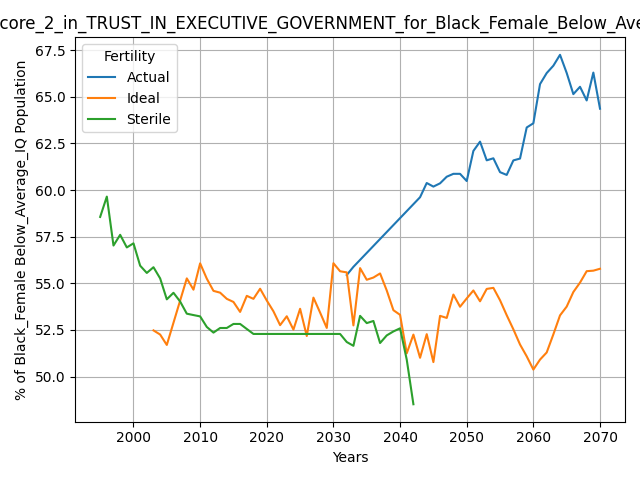 core_2_in_TRUST_IN_EXECUTIVE_GOVERNMENT_for_Black_Female_Below_Ave
Fertility
Actual
Ideal
Sterile
% of Black_Female Below_Average_IQ Population
67.5
65.0
62.5
60.0
57.5
55.0
52.5
50.0
2000 2010 2020 2030 2040 2050 2060 2070
Years